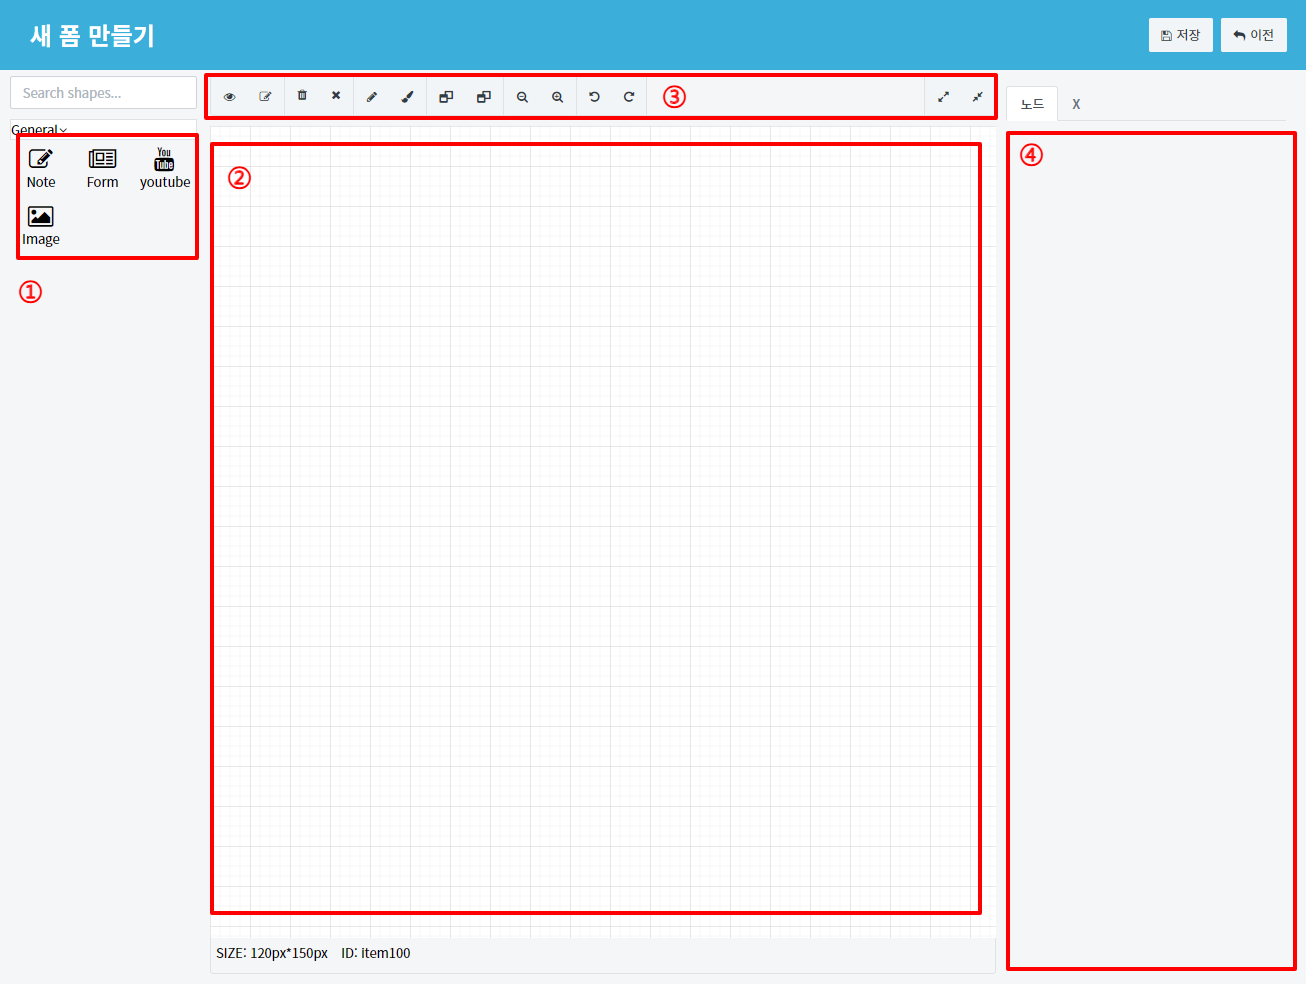 새 폼 만들기
저장 이전
Search shapes...
③
노드 X
General
Note Form You Tube youtube
Image
①
②
④
SIZE: 120px*150px ID: item100